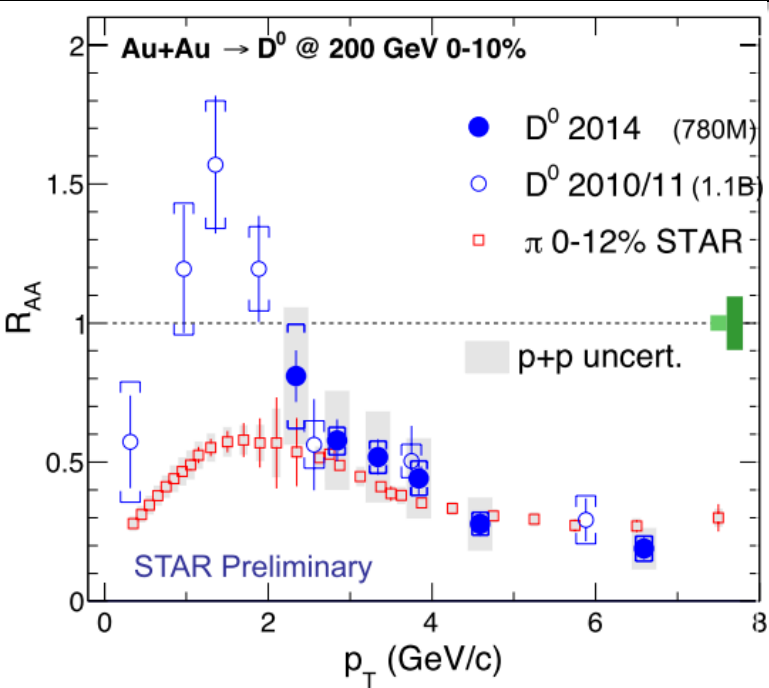 Au+Au → D⁰ @ 200 GeV 0-10%
D⁰ 2014 (780M)
D⁰ 2010/11 (1.1B)
π 0-12% STAR
p+p uncert.
STAR Preliminary
R_AA
2
1.5
1
0.5
0
0 2 4 6 8
p_T (GeV/c)